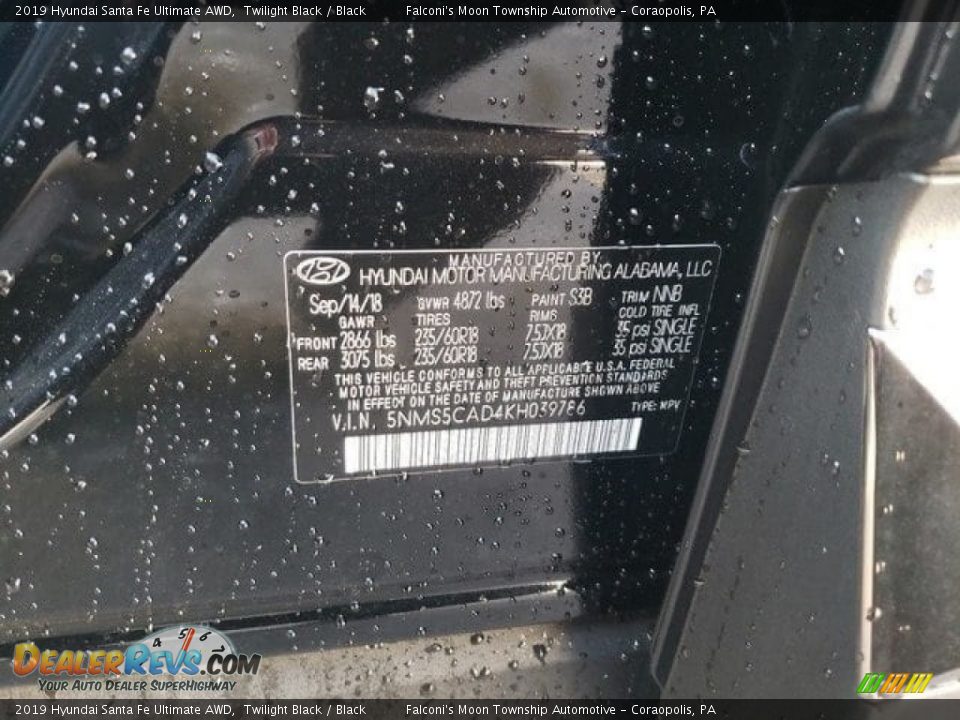 2019 Hyundai Santa Fe Ultimate AWD, Twilight Black / Black Falconi's Moon Township Automotive - Coraopolis, PA
MANUFACTURED BY
HYUNDAI MOTOR MANUFACTURING ALABAMA, LLC
Sep/14/18 GVWR 4872 lbs PAINT S3B TRIM NNB
GAWR TIRES RIMS COLD TIRE INFL
FRONT 2866 lbs 235/60R18 7.5JX18 35 psi SINGLE
REAR 3075 lbs 235/60R18 7.5JX18 35 psi SINGLE
THIS VEHICLE CONFORMS TO ALL APPLICABLE U.S.A. FEDERAL
MOTOR VEHICLE SAFETY AND THEFT PREVENTION STANDARDS
IN EFFECT ON THE DATE OF MANUFACTURE SHOWN ABOVE
V.I.N. 5NMS5CAD4KH039786 TYPE: MPV
4 5 6
DealerRevs.com
Your Auto Dealer SuperHighway
2019 Hyundai Santa Fe Ultimate AWD, Twilight Black / Black Falconi's Moon Township Automotive - Coraopolis, PA